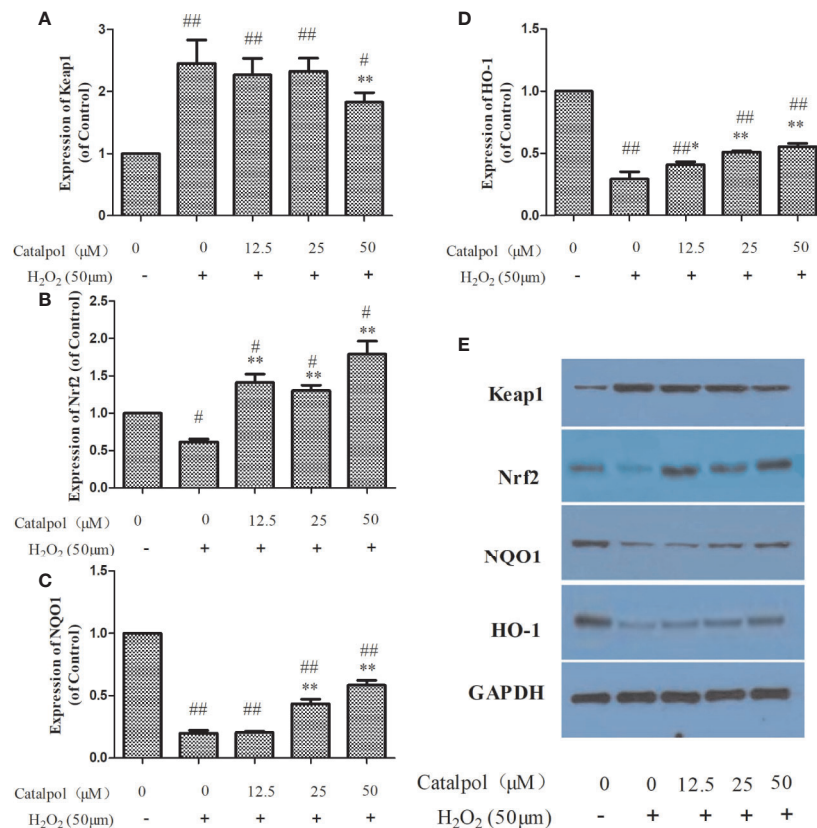 A
Expression of Keap1
(of Control)
3
2
1
0
##
##
##
#
**
Catalpol (μM) 0 0 12.5 25 50
H₂O₂ (50μm) - + + + +
B
Expression of Nrf2 (of Control)
2.5
2.0
1.5
1.0
0.5
0.0
#
#
**
#
**
#
**
Catalpol (μM) 0 0 12.5 25 50
H₂O₂ (50μm) - + + + +
C
Expression of NQO1
(of Control)
1.5
1.0
0.5
0.0
##
##
##
**
##
**
Catalpol (μM) 0 0 12.5 25 50
H₂O₂ (50μm) - + + + +
D
Expression of HO-1
(of Control)
1.5
1.0
0.5
0.0
##
##*
##
**
##
**
Catalpol (μM) 0 0 12.5 25 50
H₂O₂ (50μm) - + + + +
E
Keap1
Nrf2
NQO1
HO-1
GAPDH
Catalpol (μM) 0 0 12.5 25 50
H₂O₂ (50μm) - + + + +